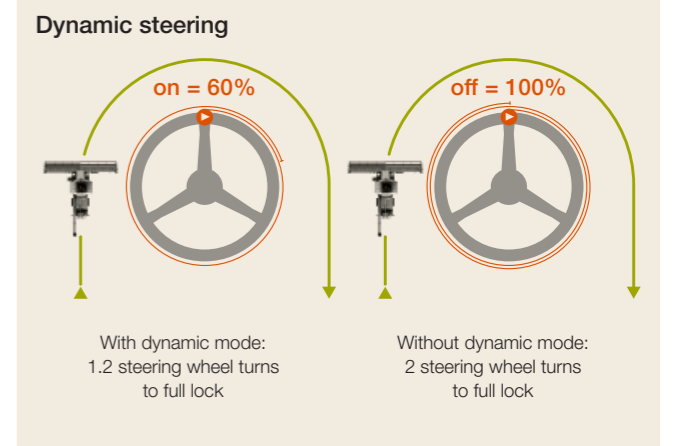 Dynamic steering
on = 60%
off = 100%
With dynamic mode:
1.2 steering wheel turns
to full lock
Without dynamic mode:
2 steering wheel turns
to full lock